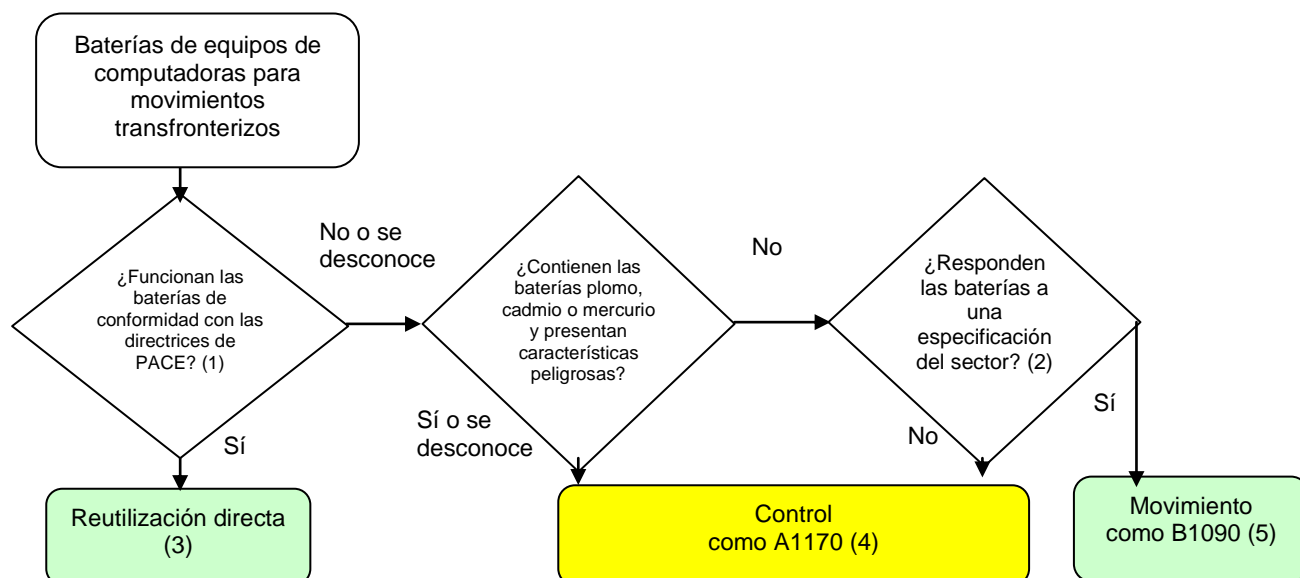 Baterías de equipos de
computadoras para
movimientos
transfronterizos
No o se
desconoce
No
¿Funcionan las
baterías de
conformidad con las
directrices de
PACE? (1)
¿Contienen las
baterías plomo,
cadmio o mercurio
y presentan
características
peligrosas?
¿Responden
las baterías a
una
especificación
del sector? (2)
Sí
Sí o se
desconoce
No
Sí
Reutilización directa
(3)
Control
como A1170 (4)
Movimiento
como B1090 (5)